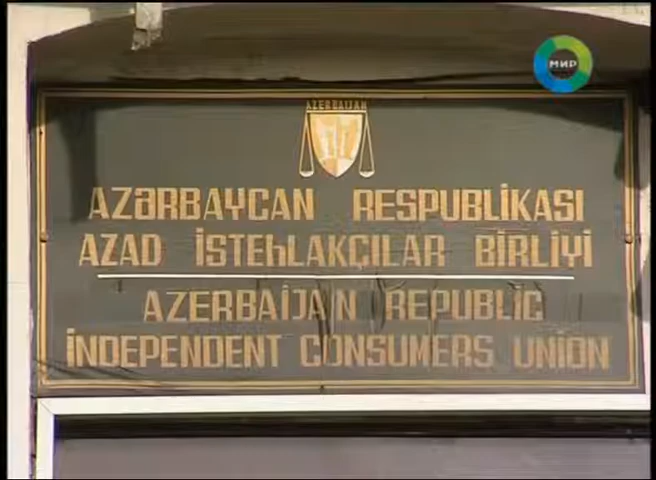 МИР
AZERBAIJAN
AZƏRBAYCAN RESPUBLİKASI
AZAD İSTEHLAKÇILAR BİRLİYİ
AZERBAIJAN REPUBLIC
INDEPENDENT CONSUMERS UNION